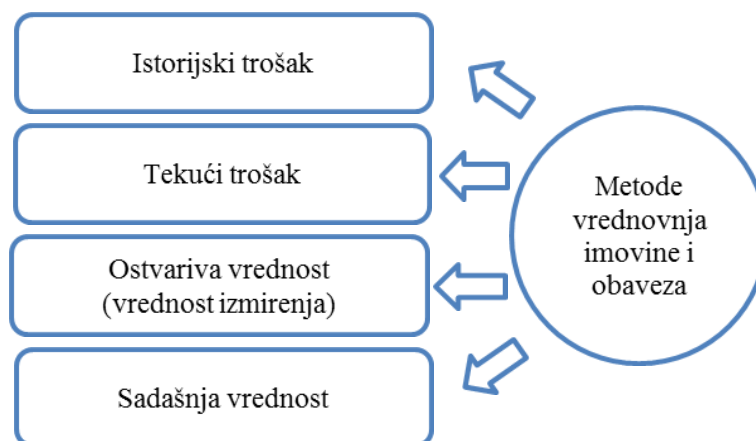 Istorijski trošak
Tekući trošak
Ostvariva vrednost
(vrednost izmirenja)
Sadašnja vrednost
Metode
vrednovnja
imovine i
obaveza